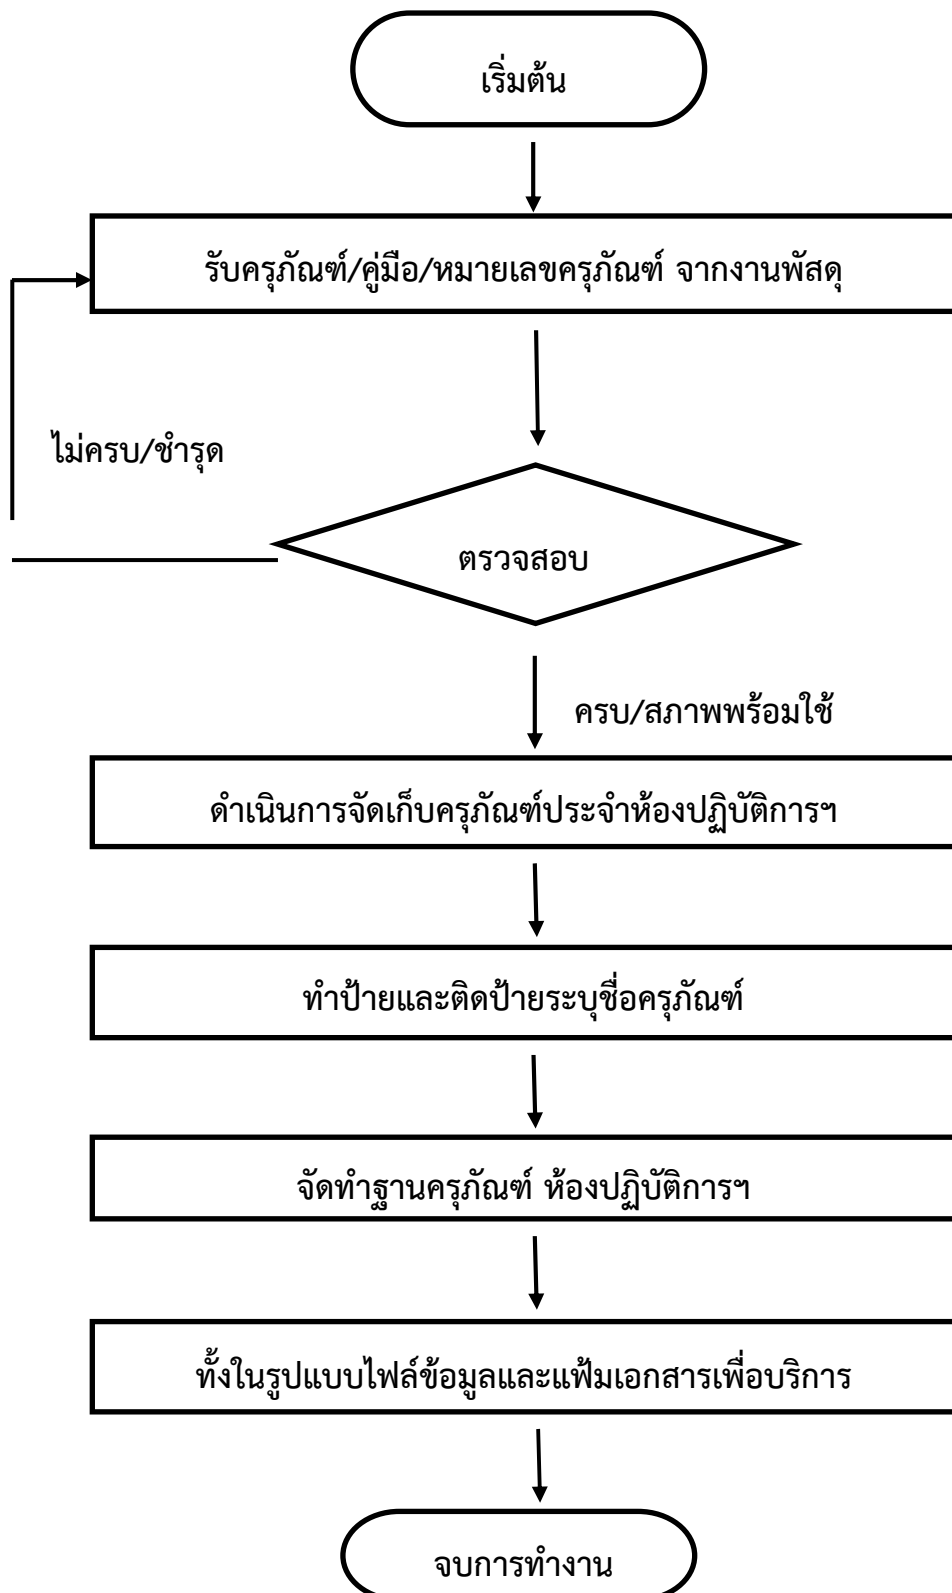 เริ่มต้น
รับครุภัณฑ์/คู่มือ/หมายเลขครุภัณฑ์ จากงานพัสดุ
ไม่ครบ/ชำรุด
ตรวจสอบ
ครบ/สภาพพร้อมใช้
ดำเนินการจัดเก็บครุภัณฑ์ประจำห้องปฏิบัติการฯ
ทำป้ายและติดป้ายระบุชื่อครุภัณฑ์
จัดทำฐานครุภัณฑ์ ห้องปฏิบัติการฯ
ทั้งในรูปแบบไฟล์ข้อมูลและแฟ้มเอกสารเพื่อบริการ
จบการทำงาน